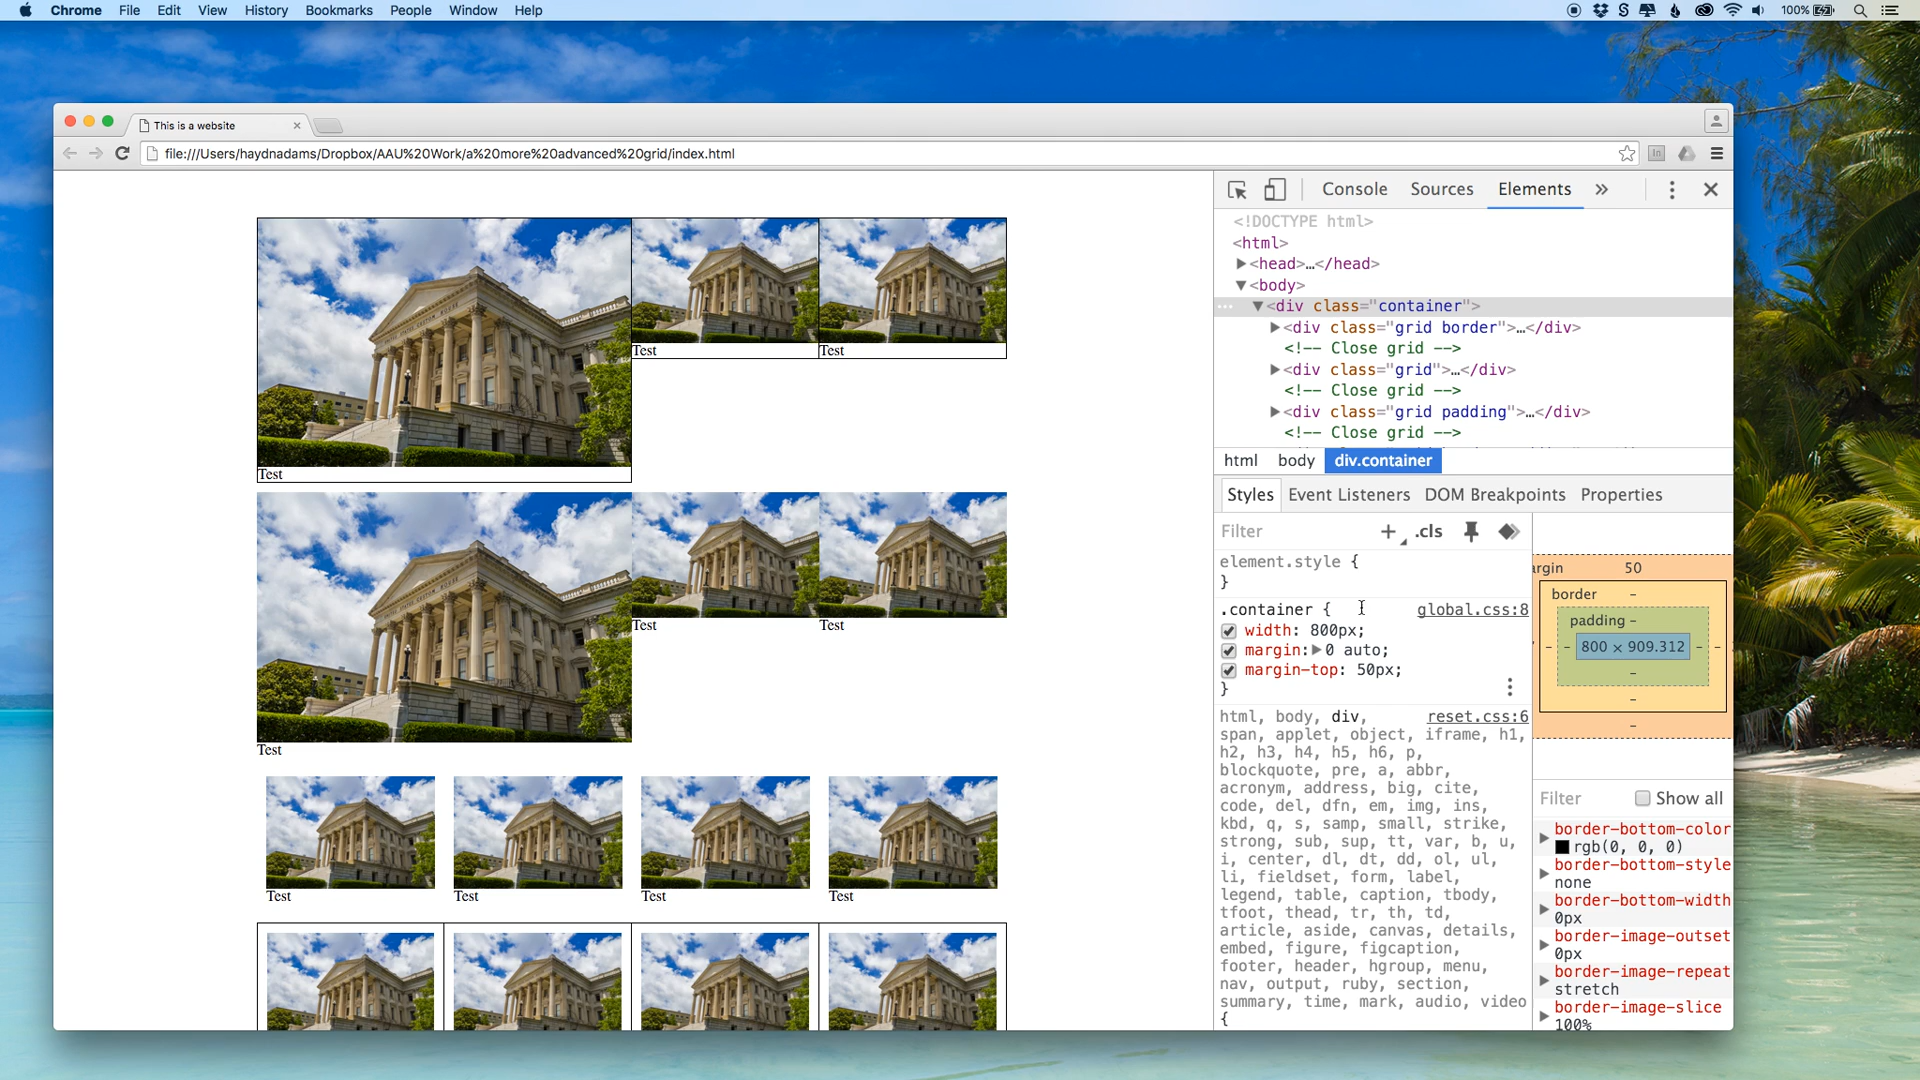 Chrome File Edit View History Bookmarks People Window Help
100%
This is a website
file:///Users/haydnadams/Dropbox/AAU%20Work/a%20more%20advanced%20grid/index.html
Test
Test
Test
Test
Test
Test
Test
Test
Test
Test
Console Sources Elements »
<!DOCTYPE html>
<html>
<head>…</head>
<body>
<div class="container">
<div class="grid border">…</div>
<!-- Close grid -->
<div class="grid">…</div>
<!-- Close grid -->
<div class="grid padding">…</div>
<!-- Close grid -->
html body div.container
Styles Event Listeners DOM Breakpoints Properties
Filter + .cls
element.style {
}
.container { global.css:8
width: 800px;
margin: 0 auto;
margin-top: 50px;
}
html, body, div, reset.css:6
span, applet, object, iframe, h1,
h2, h3, h4, h5, h6, p,
blockquote, pre, a, abbr,
acronym, address, big, cite,
code, del, dfn, em, img, ins,
kbd, q, s, samp, small, strike,
strong, sub, sup, tt, var, b, u,
i, center, dl, dt, dd, ol, ul,
li, fieldset, form, label,
legend, table, caption, tbody,
tfoot, thead, tr, th, td,
article, aside, canvas, details,
embed, figure, figcaption,
footer, header, hgroup, menu,
nav, output, ruby, section,
summary, time, mark, audio, video
{
argin 50
border –
padding –
– – 800 × 909.312 – –
–
–
–
Filter Show all
border-bottom-color
rgb(0, 0, 0)
border-bottom-style
none
border-bottom-width
0px
border-image-outset
0px
border-image-repeat
stretch
border-image-slice
100%